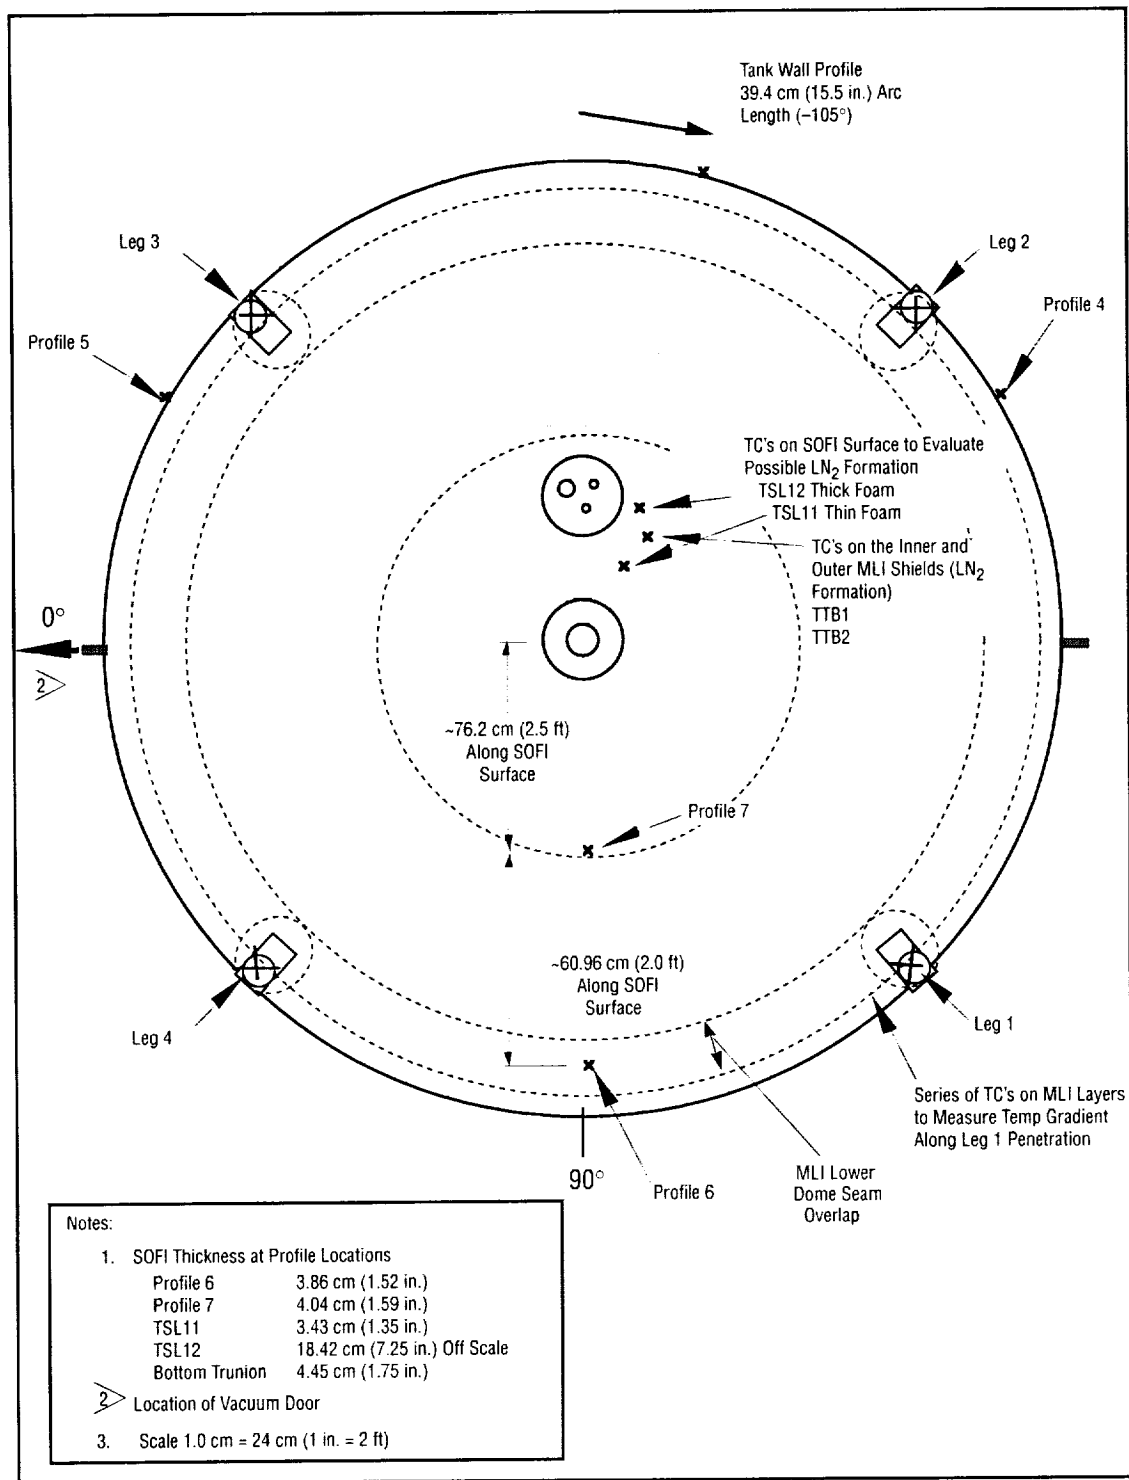 Tank Wall Profile
39.4 cm (15.5 in.) Arc
Length (–105°)
Leg 3
Leg 2
Profile 5
Profile 4
TC's on SOFI Surface to Evaluate
Possible LN2 Formation
TSL12 Thick Foam
TSL11 Thin Foam
TC's on the Inner and
Outer MLI Shields (LN2
Formation)
TTB1
TTB2
0°
2
~76.2 cm (2.5 ft)
Along SOFI
Surface
Profile 7
~60.96 cm (2.0 ft)
Along SOFI
Surface
Leg 4
Leg 1
Series of TC's on MLI Layers
to Measure Temp Gradient
Along Leg 1 Penetration
MLI Lower
Dome Seam
Overlap
90°
Profile 6
Notes:
1. SOFI Thickness at Profile Locations
Profile 6 3.86 cm (1.52 in.)
Profile 7 4.04 cm (1.59 in.)
TSL11 3.43 cm (1.35 in.)
TSL12 18.42 cm (7.25 in.) Off Scale
Bottom Trunion 4.45 cm (1.75 in.)
2 Location of Vacuum Door
3. Scale 1.0 cm = 24 cm (1 in. = 2 ft)